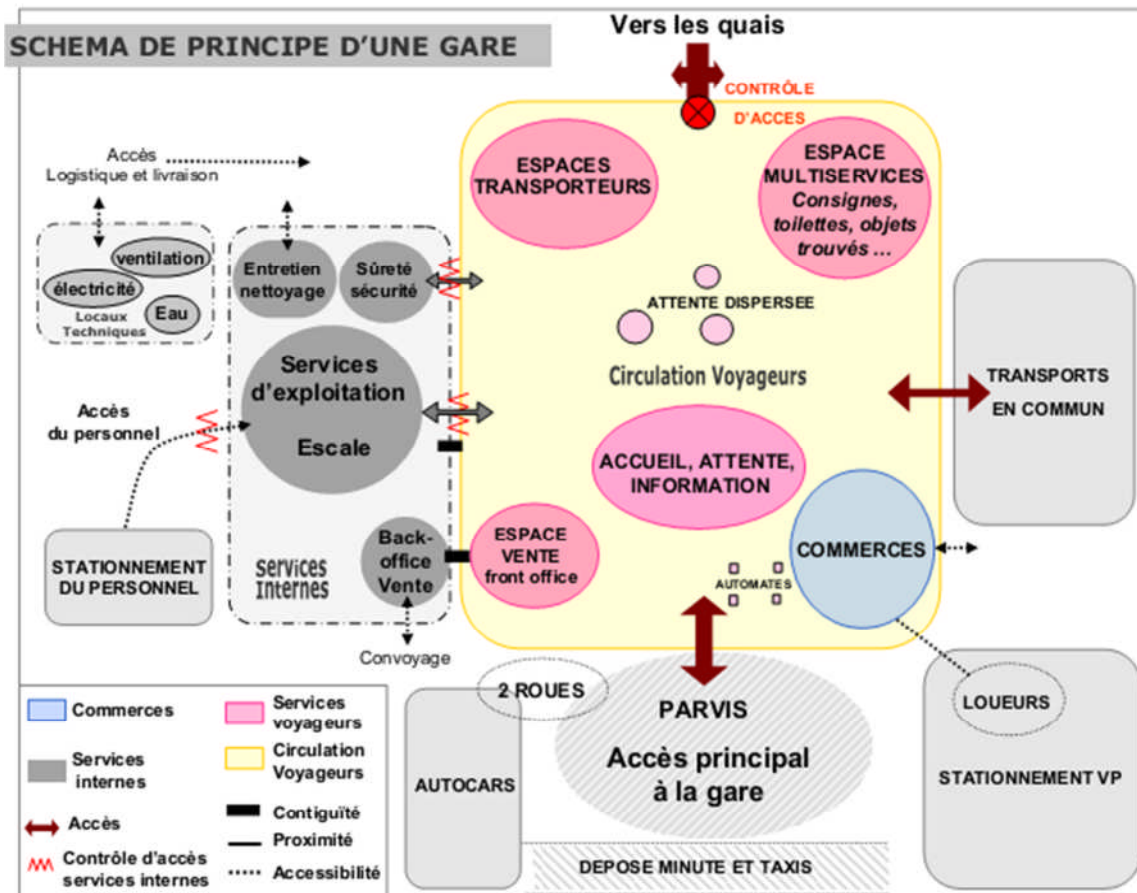 SCHEMA DE PRINCIPE D'UNE GARE
Vers les quais
CONTRÔLE
D'ACCES
Accès
Logistique et livraison
ventilation
électricité
Eau
Locaux
Techniques
Entretien
nettoyage
Sûreté
sécurité
Services
d'exploitation
Escale
Accès
du personnel
STATIONNEMENT
DU PERSONNEL
Services
Internes
Back-
office
Vente
Convoyage
ESPACES
TRANSPORTEURS
ESPACE
MULTISERVICES
Consignes,
toilettes, objets
trouvés ...
ATTENTE DISPERSEE
Circulation Voyageurs
ACCUEIL, ATTENTE,
INFORMATION
ESPACE
VENTE
front office
AUTOMATES
COMMERCES
TRANSPORTS
EN COMMUN
2 ROUES
AUTOCARS
PARVIS
Accès principal
à la gare
DEPOSE MINUTE ET TAXIS
LOUEURS
STATIONNEMENT VP
Commerces
Services
internes
Accès
Contrôle d'accès
services internes
Services
voyageurs
Circulation
Voyageurs
Contiguïté
Proximité
Accessibilité